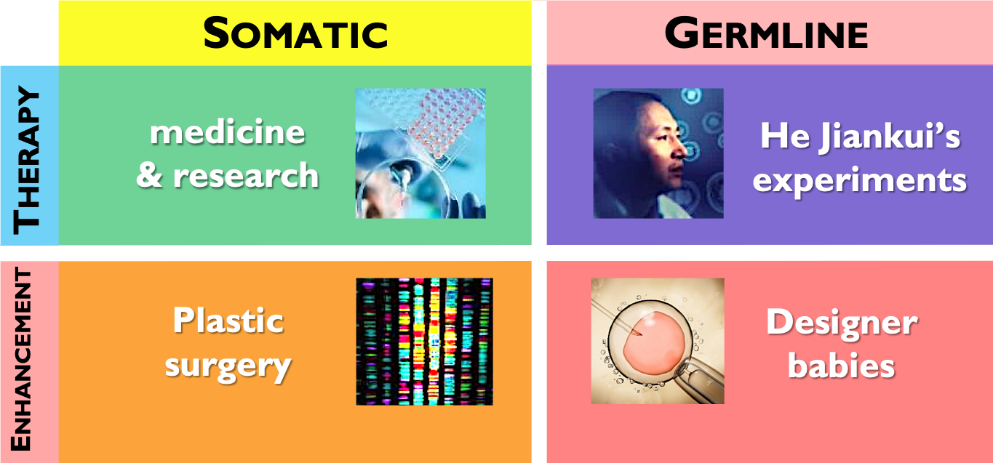 SOMATIC
GERMLINE
THERAPY
medicine
& research
He Jiankui’s
experiments
ENHANCEMENT
Plastic
surgery
Designer
babies